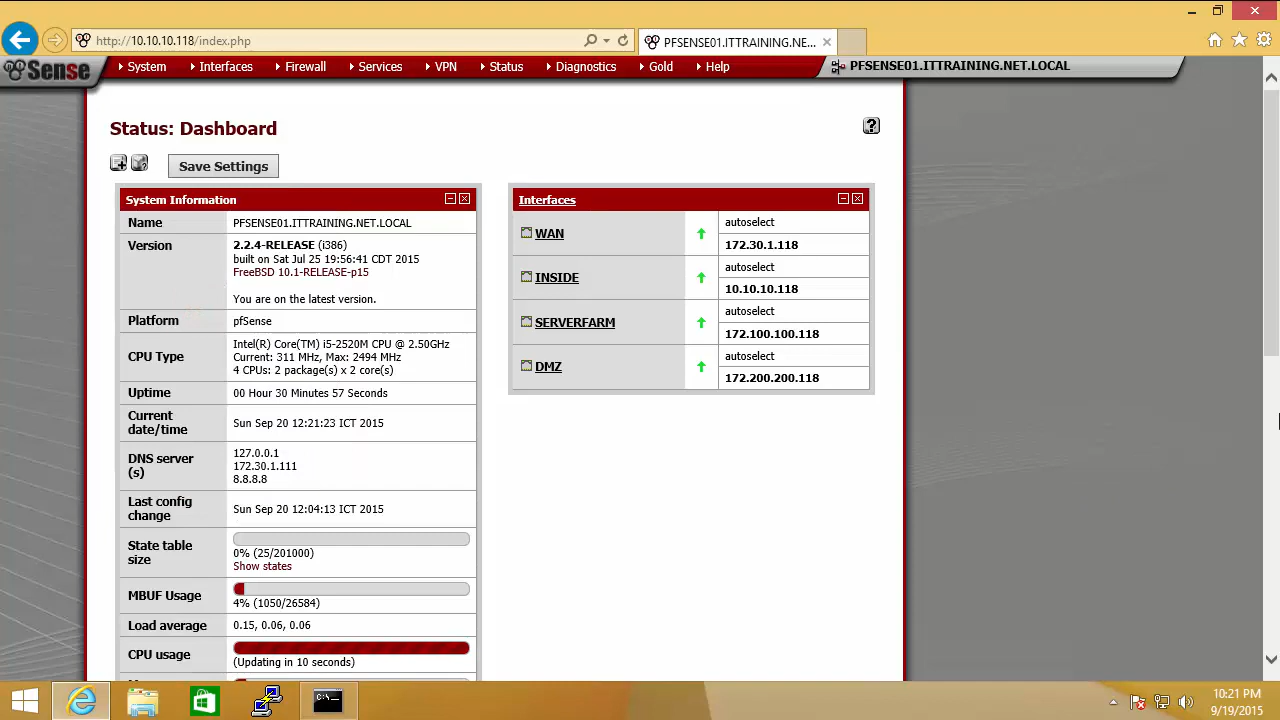 http://10.10.10.118/index.php
PFSENSE01.ITTRAINING.NE...
Sense
System
Interfaces
Firewall
Services
VPN
Status
Diagnostics
Gold
Help
PFSENSE01.ITTRAINING.NET.LOCAL
Status: Dashboard
?
Save Settings
System Information
Name
PFSENSE01.ITTRAINING.NET.LOCAL
Version
2.2.4-RELEASE (i386)
built on Sat Jul 25 19:56:41 CDT 2015
FreeBSD 10.1-RELEASE-p15
You are on the latest version.
Platform
pfSense
CPU Type
Intel(R) Core(TM) i5-2520M CPU @ 2.50GHz
Current: 311 MHz, Max: 2494 MHz
4 CPUs: 2 package(s) x 2 core(s)
Uptime
00 Hour 30 Minutes 57 Seconds
Current
date/time
Sun Sep 20 12:21:23 ICT 2015
DNS server
(s)
127.0.0.1
172.30.1.111
8.8.8.8
Last config
change
Sun Sep 20 12:04:13 ICT 2015
State table
size
0% (25/201000)
Show states
MBUF Usage
4% (1050/26584)
Load average
0.15, 0.06, 0.06
CPU usage
(Updating in 10 seconds)
Interfaces
WAN
autoselect
172.30.1.118
INSIDE
autoselect
10.10.10.118
SERVERFARM
autoselect
172.100.100.118
DMZ
autoselect
172.200.200.118
10:21 PM
9/19/2015